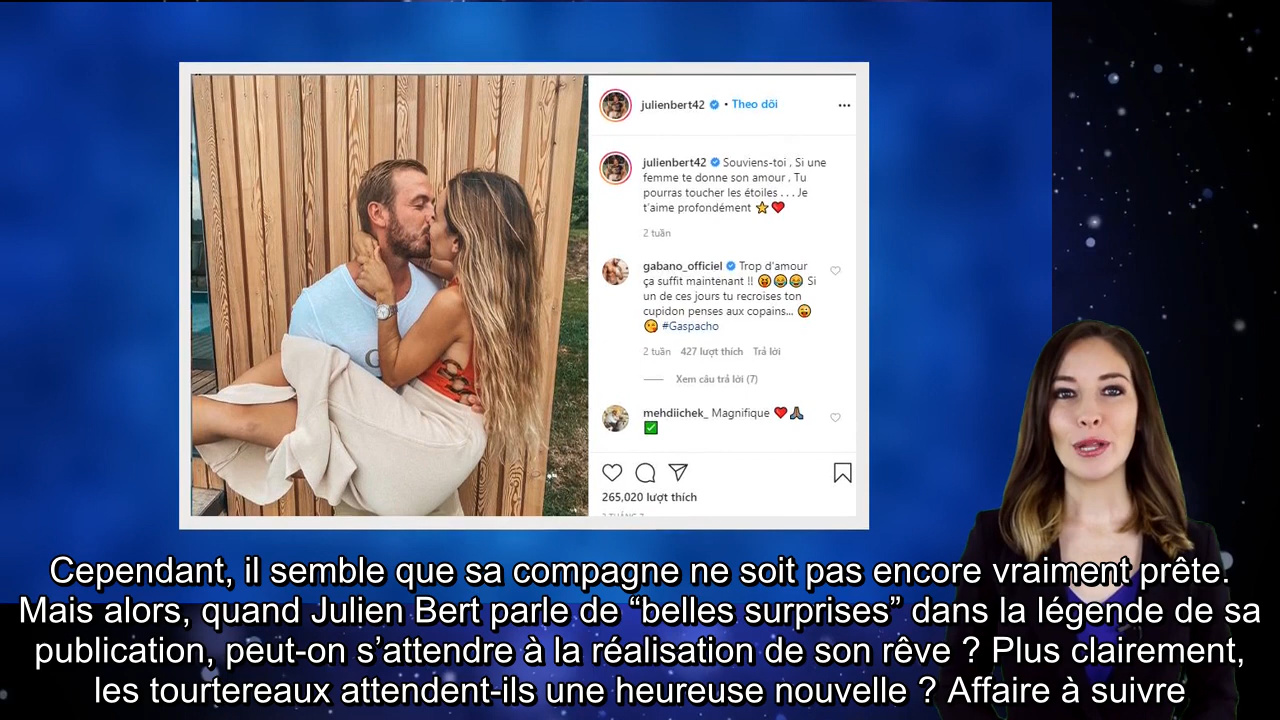 julienbert42 • Theo dõi
julienbert42 Souviens-toi , Si une
femme te donne son amour , Tu
pourras toucher les étoiles . . . Je
t'aime profondément ⭐❤️
2 tuần
gabano_officiel Trop d'amour
ça suffit maintenant !! 😝😂😂 Si
un de ces jours tu recroises ton
cupidon penses aux copains... 😜
😘 #Gaspacho
2 tuần 427 lượt thích Trả lời
Xem câu trả lời (7)
mehdiichek_ Magnifique ❤️🙏🏽
✅
265,020 lượt thích
Cependant, il semble que sa compagne ne soit pas encore vraiment prête.
Mais alors, quand Julien Bert parle de “belles surprises” dans la légende de sa
publication, peut-on s’attendre à la réalisation de son rêve ? Plus clairement,
les tourtereaux attendent-ils une heureuse nouvelle ? Affaire à suivre